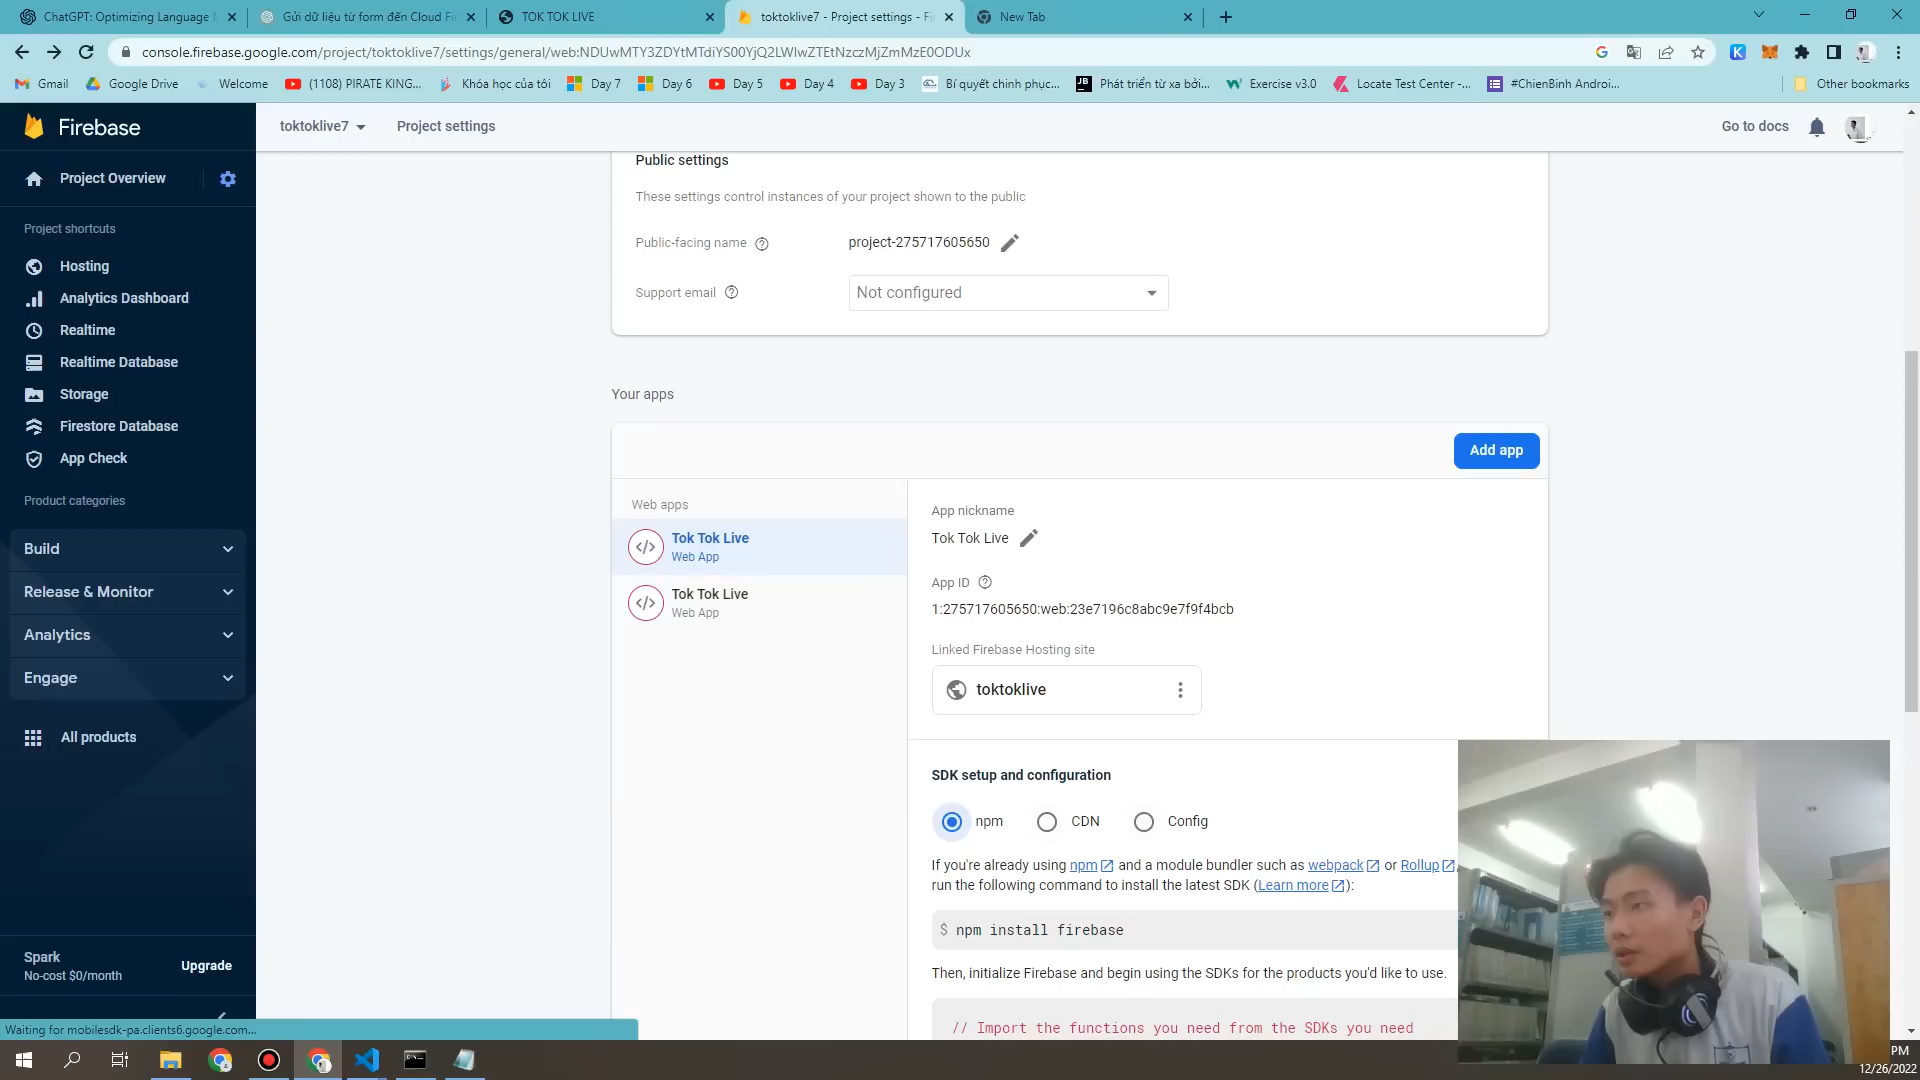 ChatGPT: Optimizing Language M
Gửi dữ liệu từ form đến Cloud Fi
TOK TOK LIVE
toktoklive7 - Project settings - Fi
New Tab
console.firebase.google.com/project/toktoklive7/settings/general/web:NDUwMTY3ZDYtMTdiYS00YjQ2LWIwZTEtNzczMjZmMzE0ODUx
Gmail
Google Drive
Welcome
(1108) PIRATE KING...
Khóa học của tôi
Day 7
Day 6
Day 5
Day 4
Day 3
Bí quyết chinh phục...
Phát triển từ xa bởi...
Exercise v3.0
Locate Test Center -...
#ChienBinh Androi...
Other bookmarks
Firebase
toktoklive7
Project settings
Go to docs
Project Overview
Project shortcuts
Hosting
Analytics Dashboard
Realtime
Realtime Database
Storage
Firestore Database
App Check
Product categories
Build
Release & Monitor
Analytics
Engage
All products
Spark
No-cost $0/month
Upgrade
Waiting for mobilesdk-pa.clients6.google.com...
Public settings
These settings control instances of your project shown to the public
Public-facing name
project-275717605650
Support email
Not configured
Your apps
Add app
Web apps
Tok Tok Live
Web App
Tok Tok Live
Web App
App nickname
Tok Tok Live
App ID
1:275717605650:web:23e7196c8abc9e7f9f4bcb
Linked Firebase Hosting site
toktoklive
SDK setup and configuration
npm
CDN
Config
If you're already using npm and a module bundler such as webpack or Rollup,
run the following command to install the latest SDK (Learn more):
$ npm install firebase
Then, initialize Firebase and begin using the SDKs for the products you'd like to use.
// Import the functions you need from the SDKs you need
PM
12/26/2022